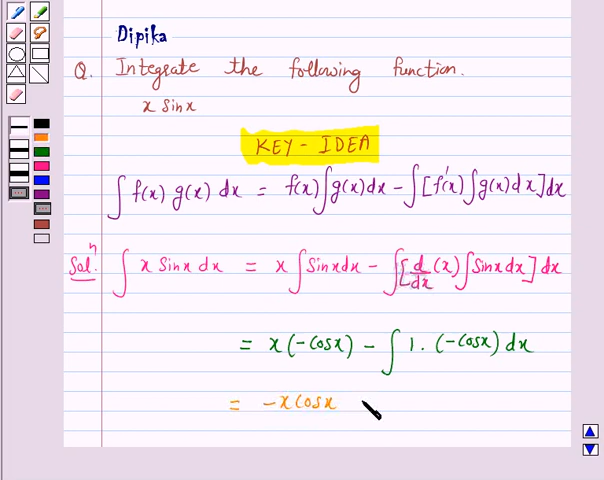 Dipika
Q. Integrate the following function.
x Sinx
KEY - IDEA
∫ f(x) g(x) dx = f(x) ∫ g(x) dx - ∫ [f'(x) ∫ g(x) dx] dx
Solⁿ. ∫ x Sinx dx = x ∫ Sinx dx - ∫ [d/dx (x) ∫ Sinx dx] dx
= x (-Cosx) - ∫ 1. (-Cosx) dx
= -x Cosx